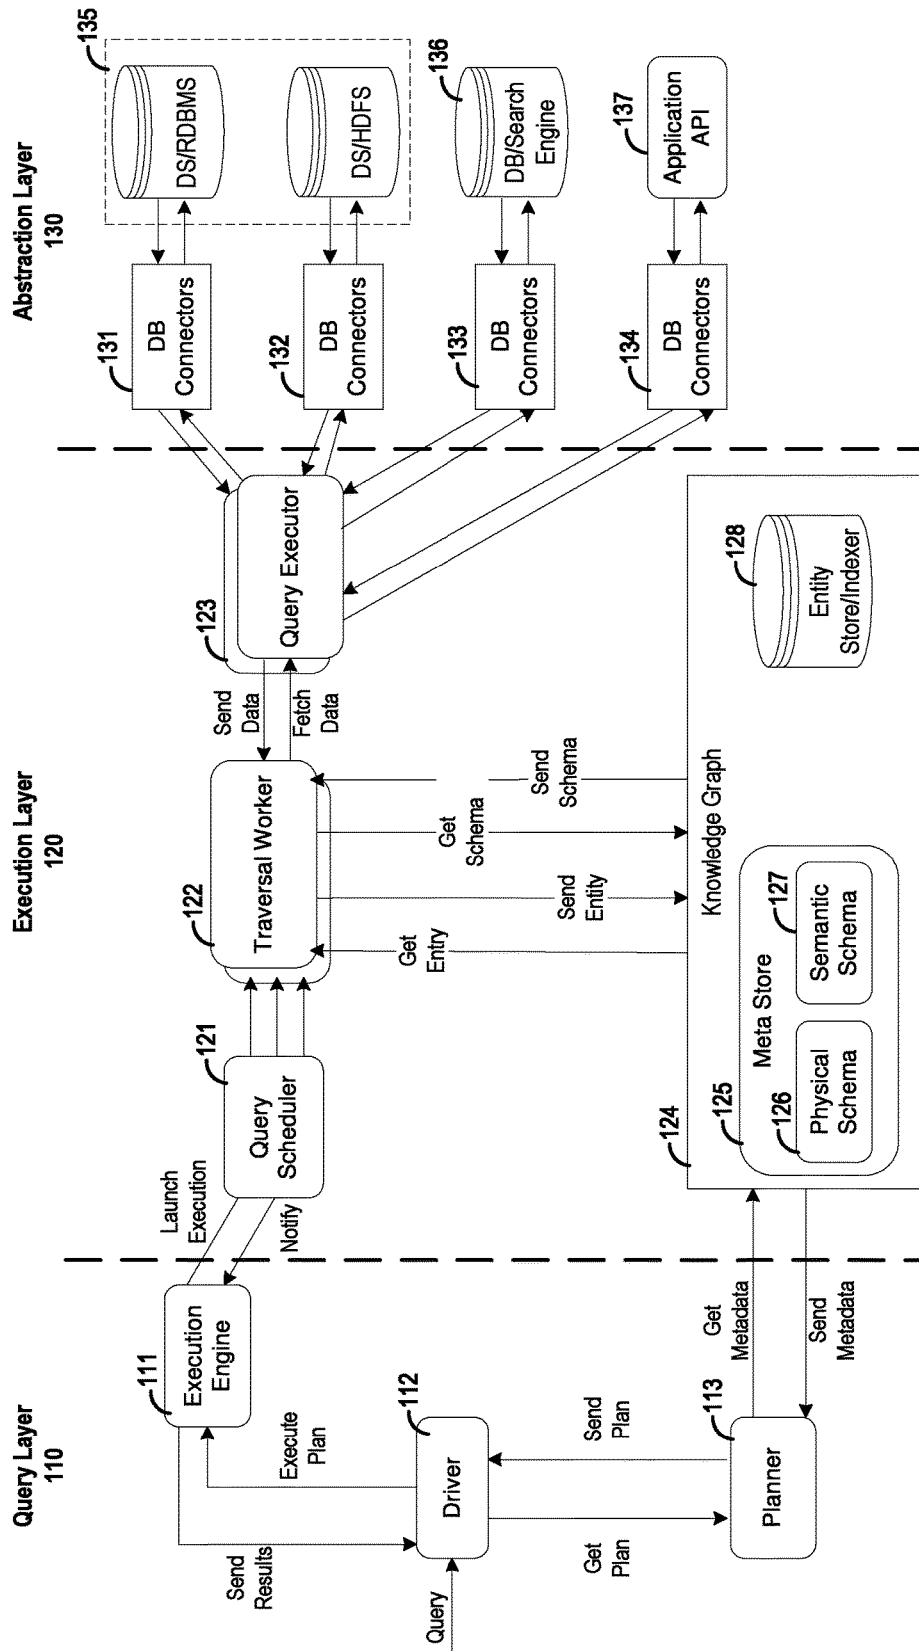 Query Layer
110
Execution Layer
120
Abstraction Layer
130
111
Execution
Engine
Launch
Execution
Notify
Send
Results
Execute
Plan
112
Driver
Query
Get
Plan
Send
Plan
113
Planner
Get
Metadata
Send
Metadata
121
Query
Scheduler
122
Traversal Worker
Send
Data
Fetch
Data
123
Query Executor
Get
Entry
Send
Entity
Get
Schema
Send
Schema
124
Knowledge Graph
125
Meta Store
126
Physical
Schema
127
Semantic
Schema
128
Entity
Store/Indexer
131
DB
Connectors
132
DB
Connectors
133
DB
Connectors
134
DB
Connectors
135
DS/RDBMS
DS/HDFS
136
DB/Search
Engine
137
Application
API